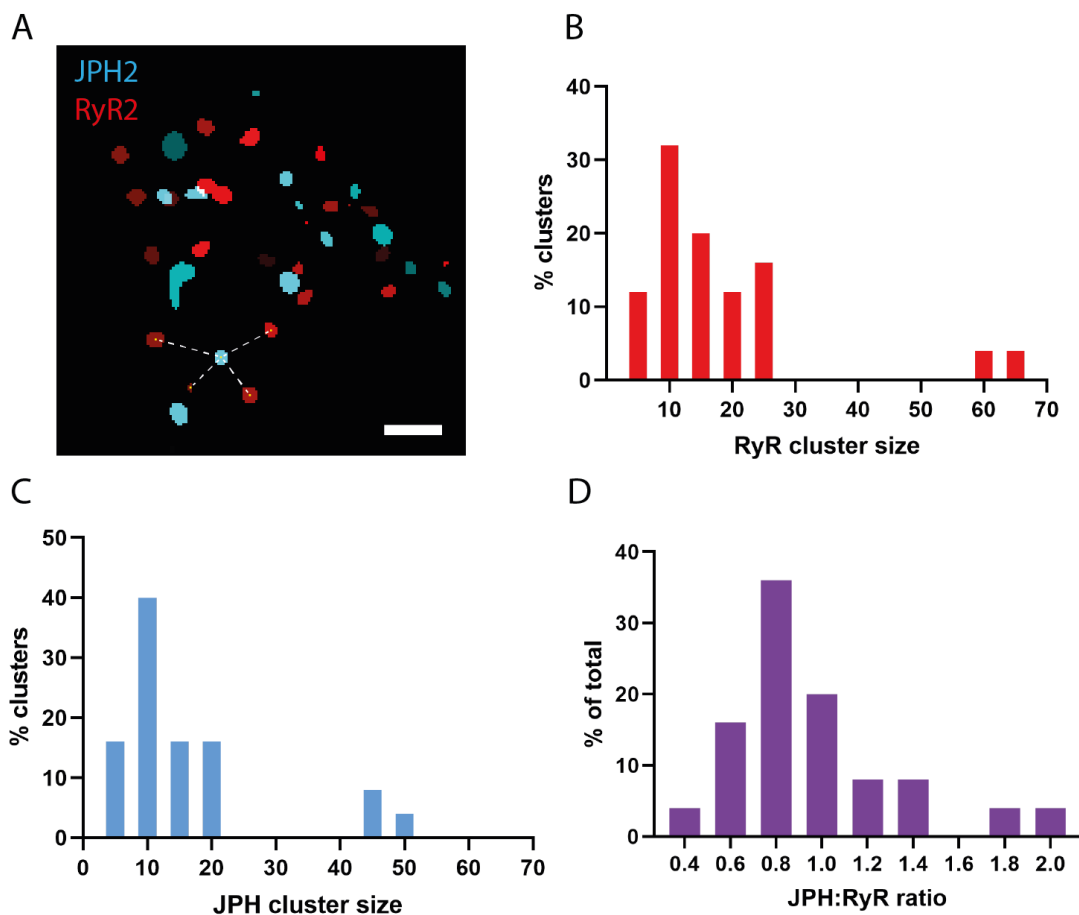 A
JPH2
RyR2
B
40
30
20
10
0
% clusters
10 20 30 40 50 60 70
RyR cluster size
C
50
40
30
20
10
0
% clusters
0 10 20 30 40 50 60 70
JPH cluster size
D
40
30
20
10
0
% of total
0.4 0.6 0.8 1.0 1.2 1.4 1.6 1.8 2.0
JPH:RyR ratio